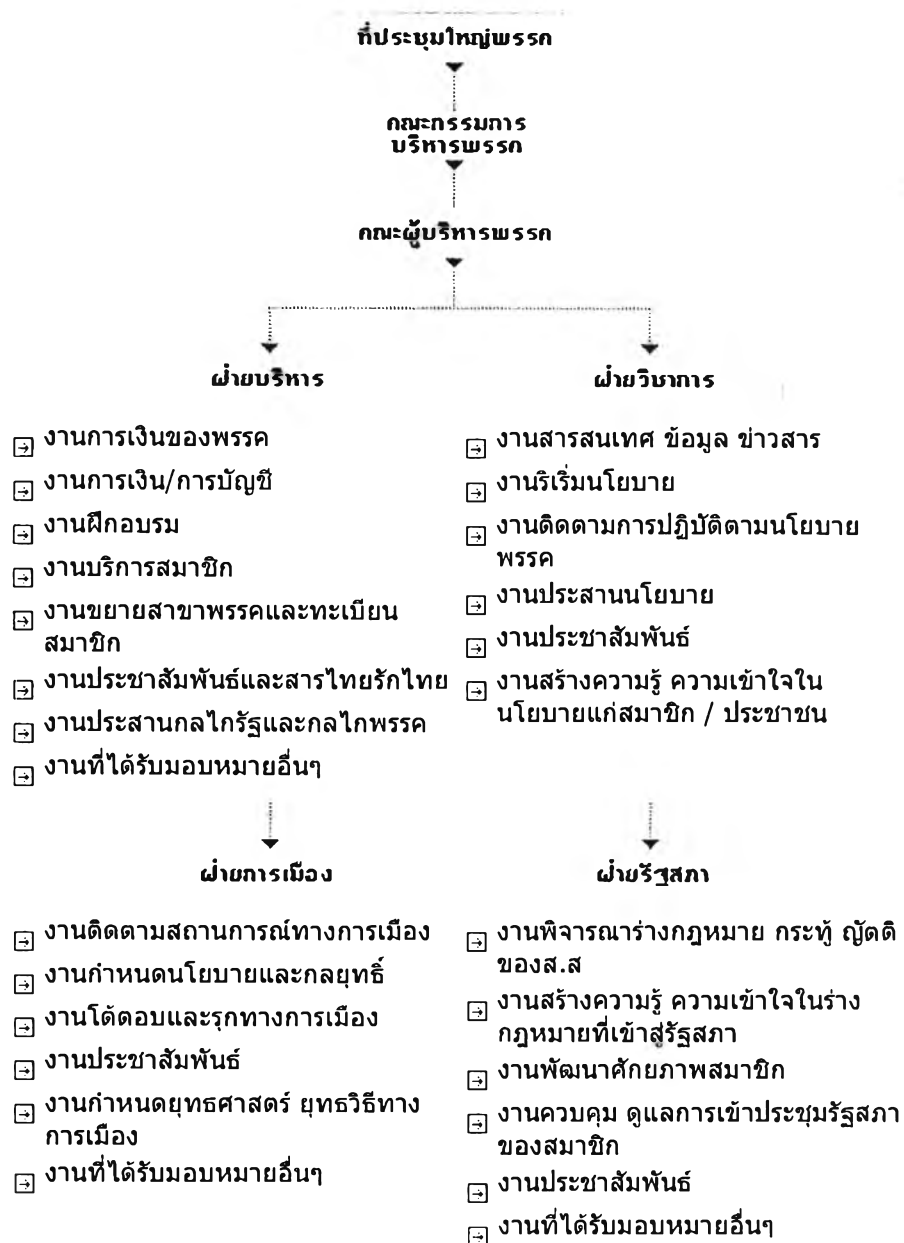 ที่ประชุมใหญ่พรรค
คณะกรรมการ
บริหารพรรค
คณะผู้บริหารพรรค
ฝ่ายบริหาร
งานการเงินของพรรค
งานการเงิน/การบัญชี
งานฝึกอบรม
งานบริการสมาชิก
งานขยายสาขาพรรคและทะเบียน
สมาชิก
งานประชาสัมพันธ์และสารไทยรักไทย
งานประสานกลไกรัฐและกลไกพรรค
งานที่ได้รับมอบหมายอื่นๆ
ฝ่ายวิชาการ
งานสารสนเทศ ข้อมูล ข่าวสาร
งานริเริ่มนโยบาย
งานติดตามการปฏิบัติตามนโยบาย
พรรค
งานประสานนโยบาย
งานประชาสัมพันธ์
งานสร้างความรู้ ความเข้าใจใน
นโยบายแก่สมาชิก / ประชาชน
ฝ่ายการเมือง
งานติดตามสถานการณ์ทางการเมือง
งานกำหนดนโยบายและกลยุทธิ์
งานโต้ตอบและรุกทางการเมือง
งานประชาสัมพันธ์
งานกำหนดยุทธศาสตร์ ยุทธวิธีทาง
การเมือง
งานที่ได้รับมอบหมายอื่นๆ
ฝ่ายรัฐสภา
งานพิจารณาร่างกฎหมาย กระทู้ ญัตติ
ของส.ส
งานสร้างความรู้ ความเข้าใจในร่าง
กฎหมายที่เข้าสู่รัฐสภา
งานพัฒนาศักยภาพสมาชิก
งานควบคุม ดูแลการเข้าประชุมรัฐสภา
ของสมาชิก
งานประชาสัมพันธ์
งานที่ได้รับมอบหมายอื่นๆ